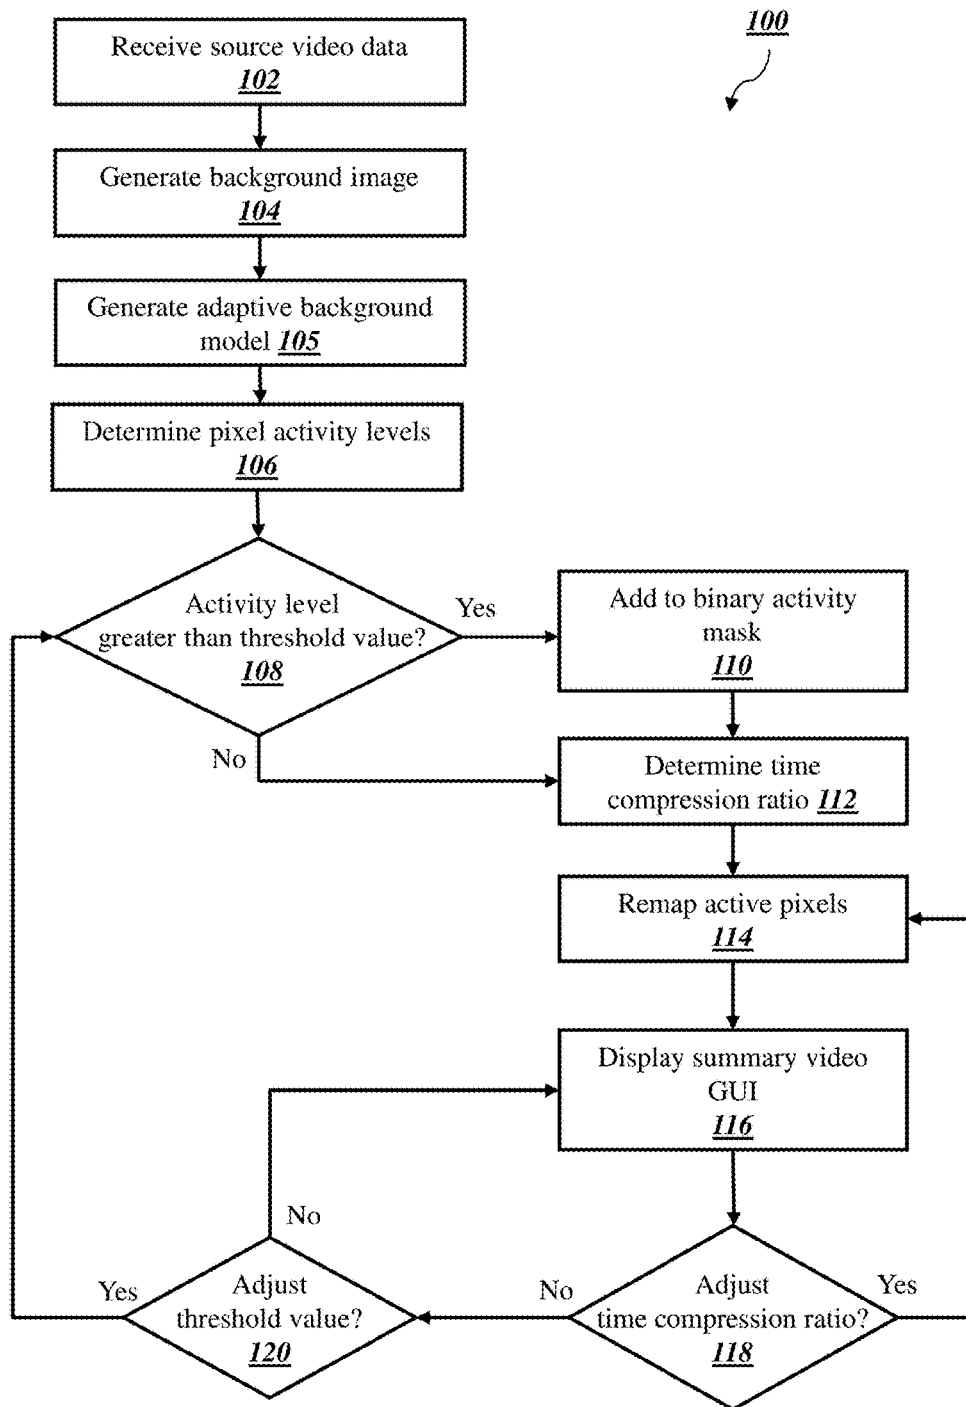 100
Receive source video data
102
Generate background image
104
Generate adaptive background
model 105
Determine pixel activity levels
106
Activity level
greater than threshold value?
108
Yes
No
Add to binary activity
mask
110
Determine time
compression ratio 112
Remap active pixels
114
Display summary video
GUI
116
Adjust
time compression ratio?
118
Yes
No
Adjust
threshold value?
120
No
Yes